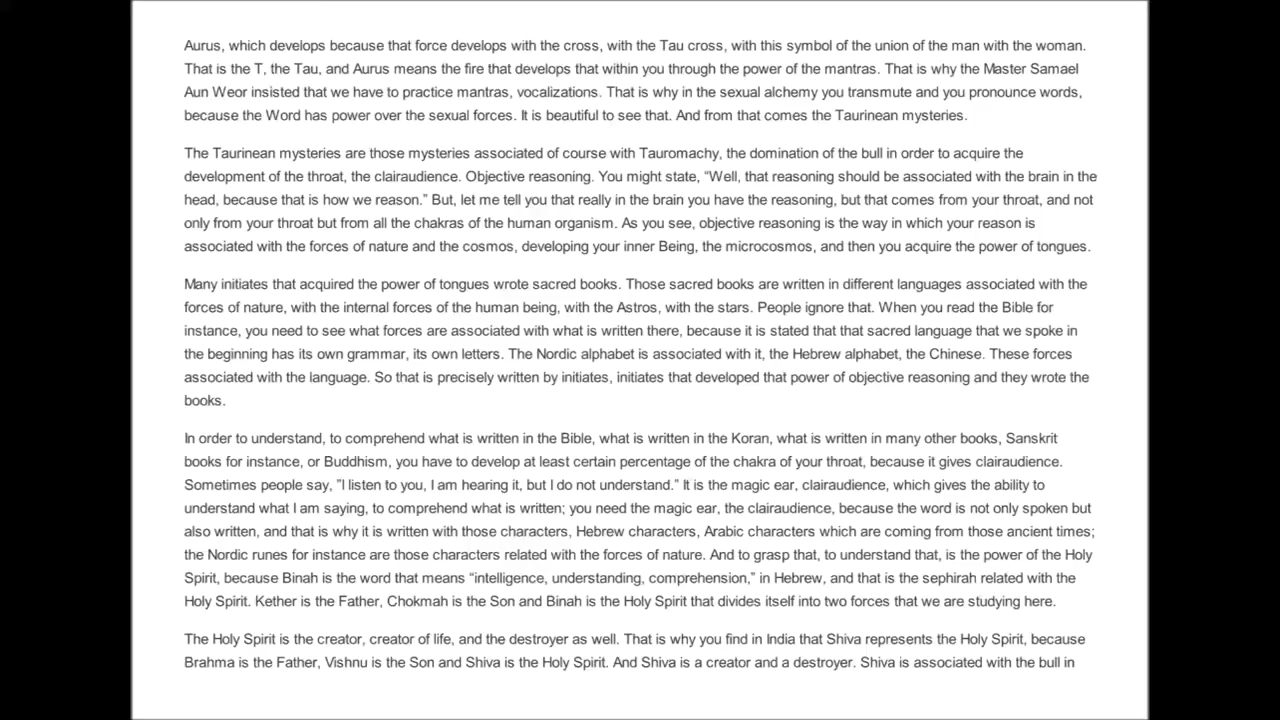 Aurus, which develops because that force develops with the cross, with the Tau cross, with this symbol of the union of the man with the woman.
That is the T, the Tau, and Aurus means the fire that develops that within you through the power of the mantras. That is why the Master Samael
Aun Weor insisted that we have to practice mantras, vocalizations. That is why in the sexual alchemy you transmute and you pronounce words,
because the Word has power over the sexual forces. It is beautiful to see that. And from that comes the Taurinean mysteries.
The Taurinean mysteries are those mysteries associated of course with Tauromachy, the domination of the bull in order to acquire the
development of the throat, the clairaudience. Objective reasoning. You might state, “Well, that reasoning should be associated with the brain in the
head, because that is how we reason.” But, let me tell you that really in the brain you have the reasoning, but that comes from your throat, and not
only from your throat but from all the chakras of the human organism. As you see, objective reasoning is the way in which your reason is
associated with the forces of nature and the cosmos, developing your inner Being, the microcosmos, and then you acquire the power of tongues.
Many initiates that acquired the power of tongues wrote sacred books. Those sacred books are written in different languages associated with the
forces of nature, with the internal forces of the human being, with the Astros, with the stars. People ignore that. When you read the Bible for
instance, you need to see what forces are associated with what is written there, because it is stated that that sacred language that we spoke in
the beginning has its own grammar, its own letters. The Nordic alphabet is associated with it, the Hebrew alphabet, the Chinese. These forces
associated with the language. So that is precisely written by initiates, initiates that developed that power of objective reasoning and they wrote the
books.
In order to understand, to comprehend what is written in the Bible, what is written in the Koran, what is written in many other books, Sanskrit
books for instance, or Buddhism, you have to develop at least certain percentage of the chakra of your throat, because it gives clairaudience.
Sometimes people say, ”I listen to you, I am hearing it, but I do not understand.” It is the magic ear, clairaudience, which gives the ability to
understand what I am saying, to comprehend what is written; you need the magic ear, the clairaudience, because the word is not only spoken but
also written, and that is why it is written with those characters, Hebrew characters, Arabic characters which are coming from those ancient times;
the Nordic runes for instance are those characters related with the forces of nature. And to grasp that, to understand that, is the power of the Holy
Spirit, because Binah is the word that means “intelligence, understanding, comprehension,” in Hebrew, and that is the sephirah related with the
Holy Spirit. Kether is the Father, Chokmah is the Son and Binah is the Holy Spirit that divides itself into two forces that we are studying here.
The Holy Spirit is the creator, creator of life, and the destroyer as well. That is why you find in India that Shiva represents the Holy Spirit, because
Brahma is the Father, Vishnu is the Son and Shiva is the Holy Spirit. And Shiva is a creator and a destroyer. Shiva is associated with the bull in